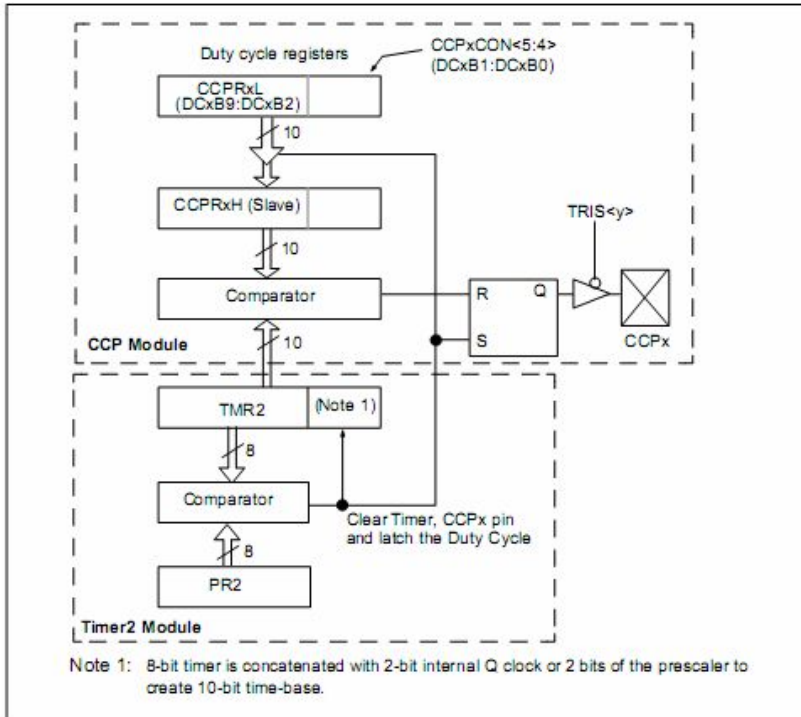 Duty cycle registers
CCPxCON<5:4>
(DCxB1:DCxB0)
CCPRxL
(DCxB9:DCxB2)
10
CCPRxH (Slave)
10
TRIS<y>
Comparator
R
Q
S
CCPx
CCP Module
10
TMR2
(Note 1)
8
Comparator
Clear Timer, CCPx pin
and latch the Duty Cycle
8
PR2
Timer2 Module
Note 1: 8-bit timer is concatenated with 2-bit internal Q clock or 2 bits of the prescaler to
create 10-bit time-base.